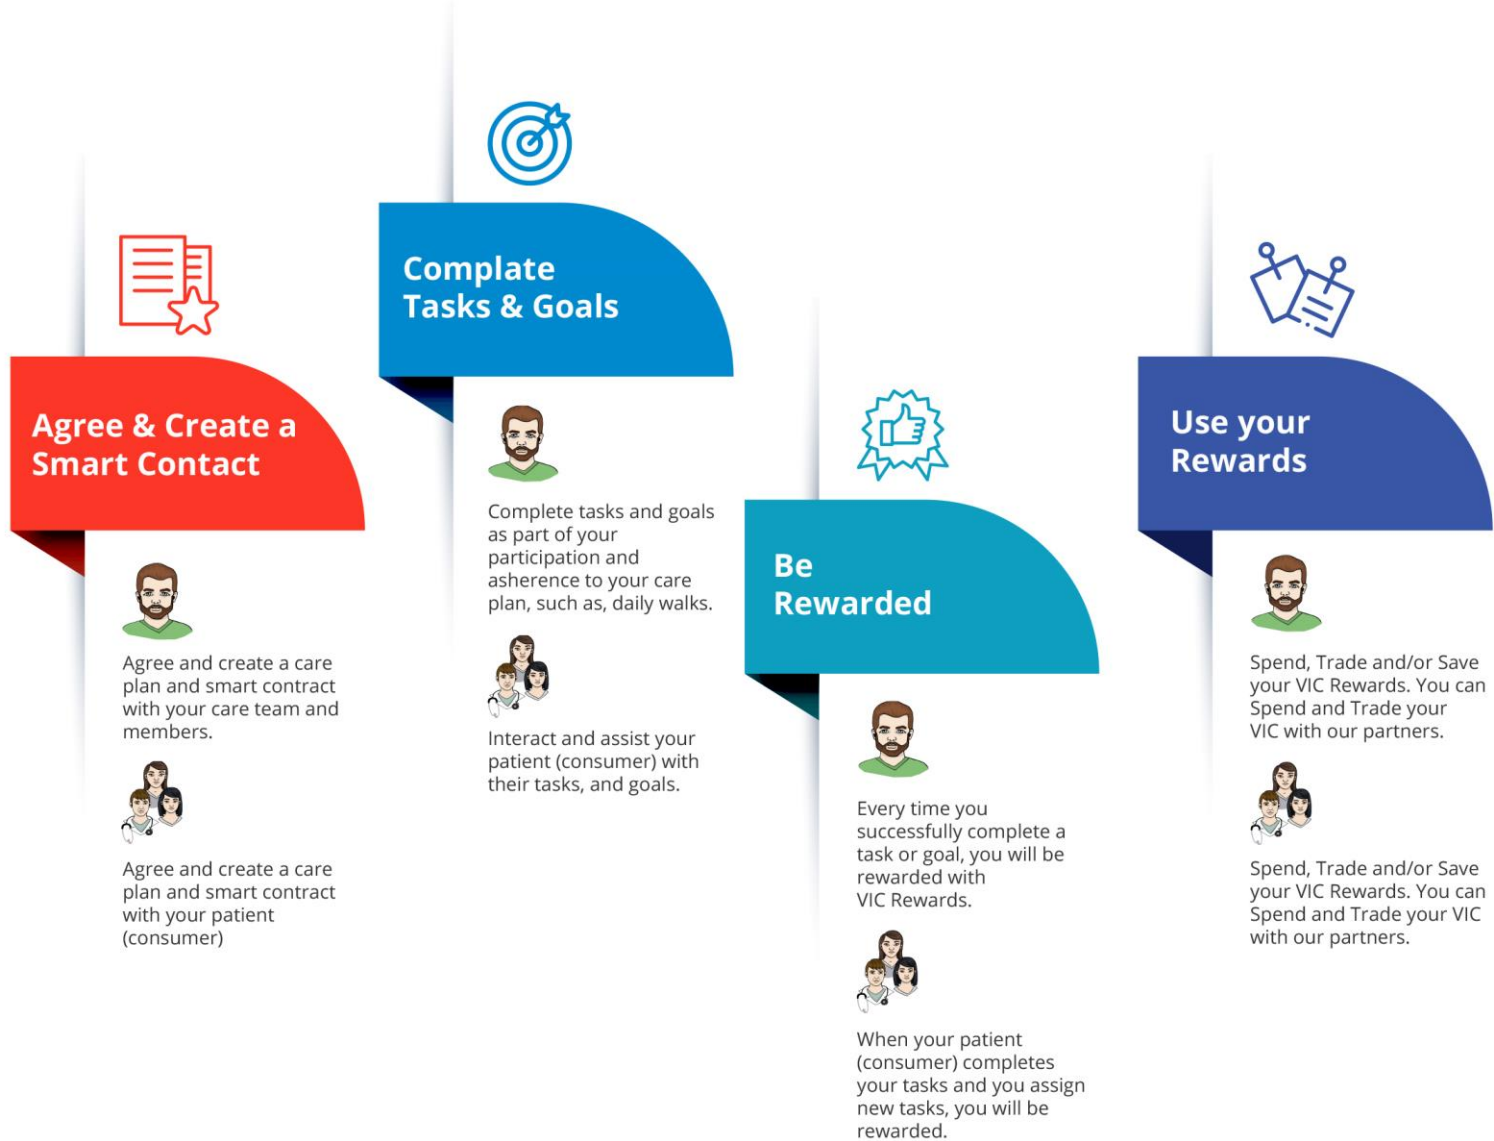 Agree & Create a
Smart Contact
Agree and create a care
plan and smart contract
with your care team and
members.
Agree and create a care
plan and smart contract
with your patient
(consumer)
Complate
Tasks & Goals
Complete tasks and goals
as part of your
participation and
asherence to your care
plan, such as, daily walks.
Interact and assist your
patient (consumer) with
their tasks, and goals.
Be
Rewarded
Every time you
successfully complete a
task or goal, you will be
rewarded with
VIC Rewards.
When your patient
(consumer) completes
your tasks and you assign
new tasks, you will be
rewarded.
Use your
Rewards
Spend, Trade and/or Save
your VIC Rewards. You can
Spend and Trade your
VIC with our partners.
Spend, Trade and/or Save
your VIC Rewards. You can
Spend and Trade your VIC
with our partners.